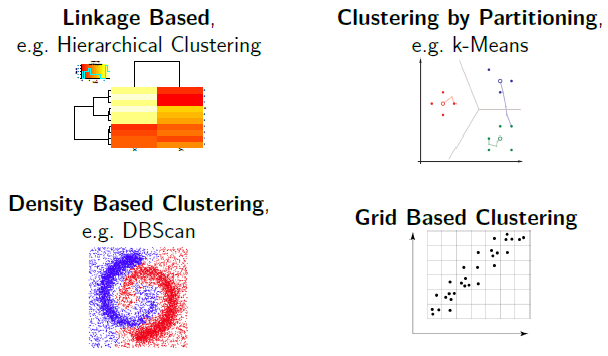 Linkage Based,
e.g. Hierarchical Clustering
Clustering by Partitioning,
e.g. k-Means
Density Based Clustering,
e.g. DBScan
Grid Based Clustering